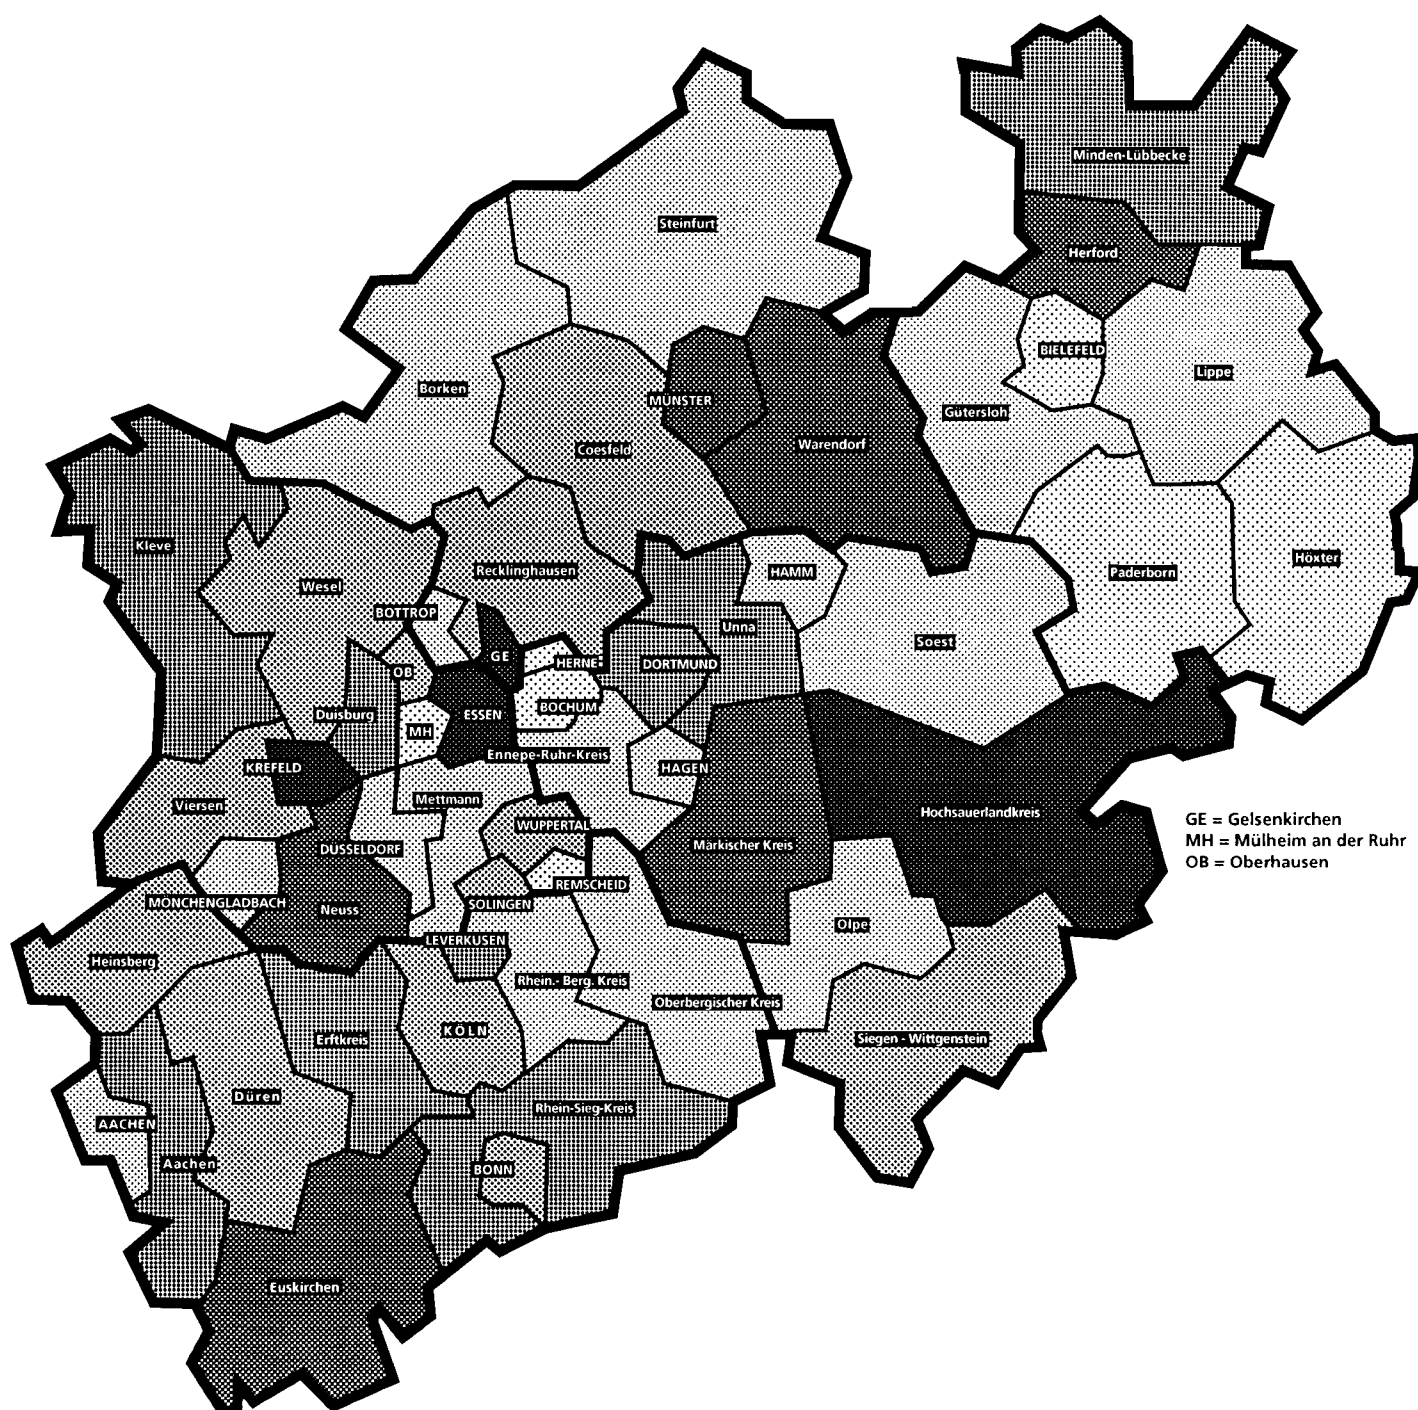 Minden-Lübbecke
Steinfurt
Herford
BIELEFELD
Lippe
Borken
MÜNSTER
Gütersloh
Warendorf
Coesfeld
Kleve
Höxter
Recklinghausen
HAMM
Paderborn
Wesel
BOTTROP
Unna
Soest
GE
HERNE
DORTMUND
OB
BOCHUM
Duisburg
ESSEN
MH
Ennepe-Ruhr-Kreis
KREFELD
HAGEN
Mettmann
Viersen
Hochsauerlandkreis
GE = Gelsenkirchen
MH = Mülheim an der Ruhr
OB = Oberhausen
WUPPERTAL
Märkischer Kreis
DÜSSELDORF
REMSCHEID
MÖNCHENGLADBACH
SOLINGEN
Neuss
Olpe
LEVERKUSEN
Heinsberg
Rhein.- Berg. Kreis
Oberbergischer Kreis
KÖLN
Erftkreis
Siegen - Wittgenstein
Düren
Rhein-Sieg-Kreis
AACHEN
Aachen
BONN
Euskirchen